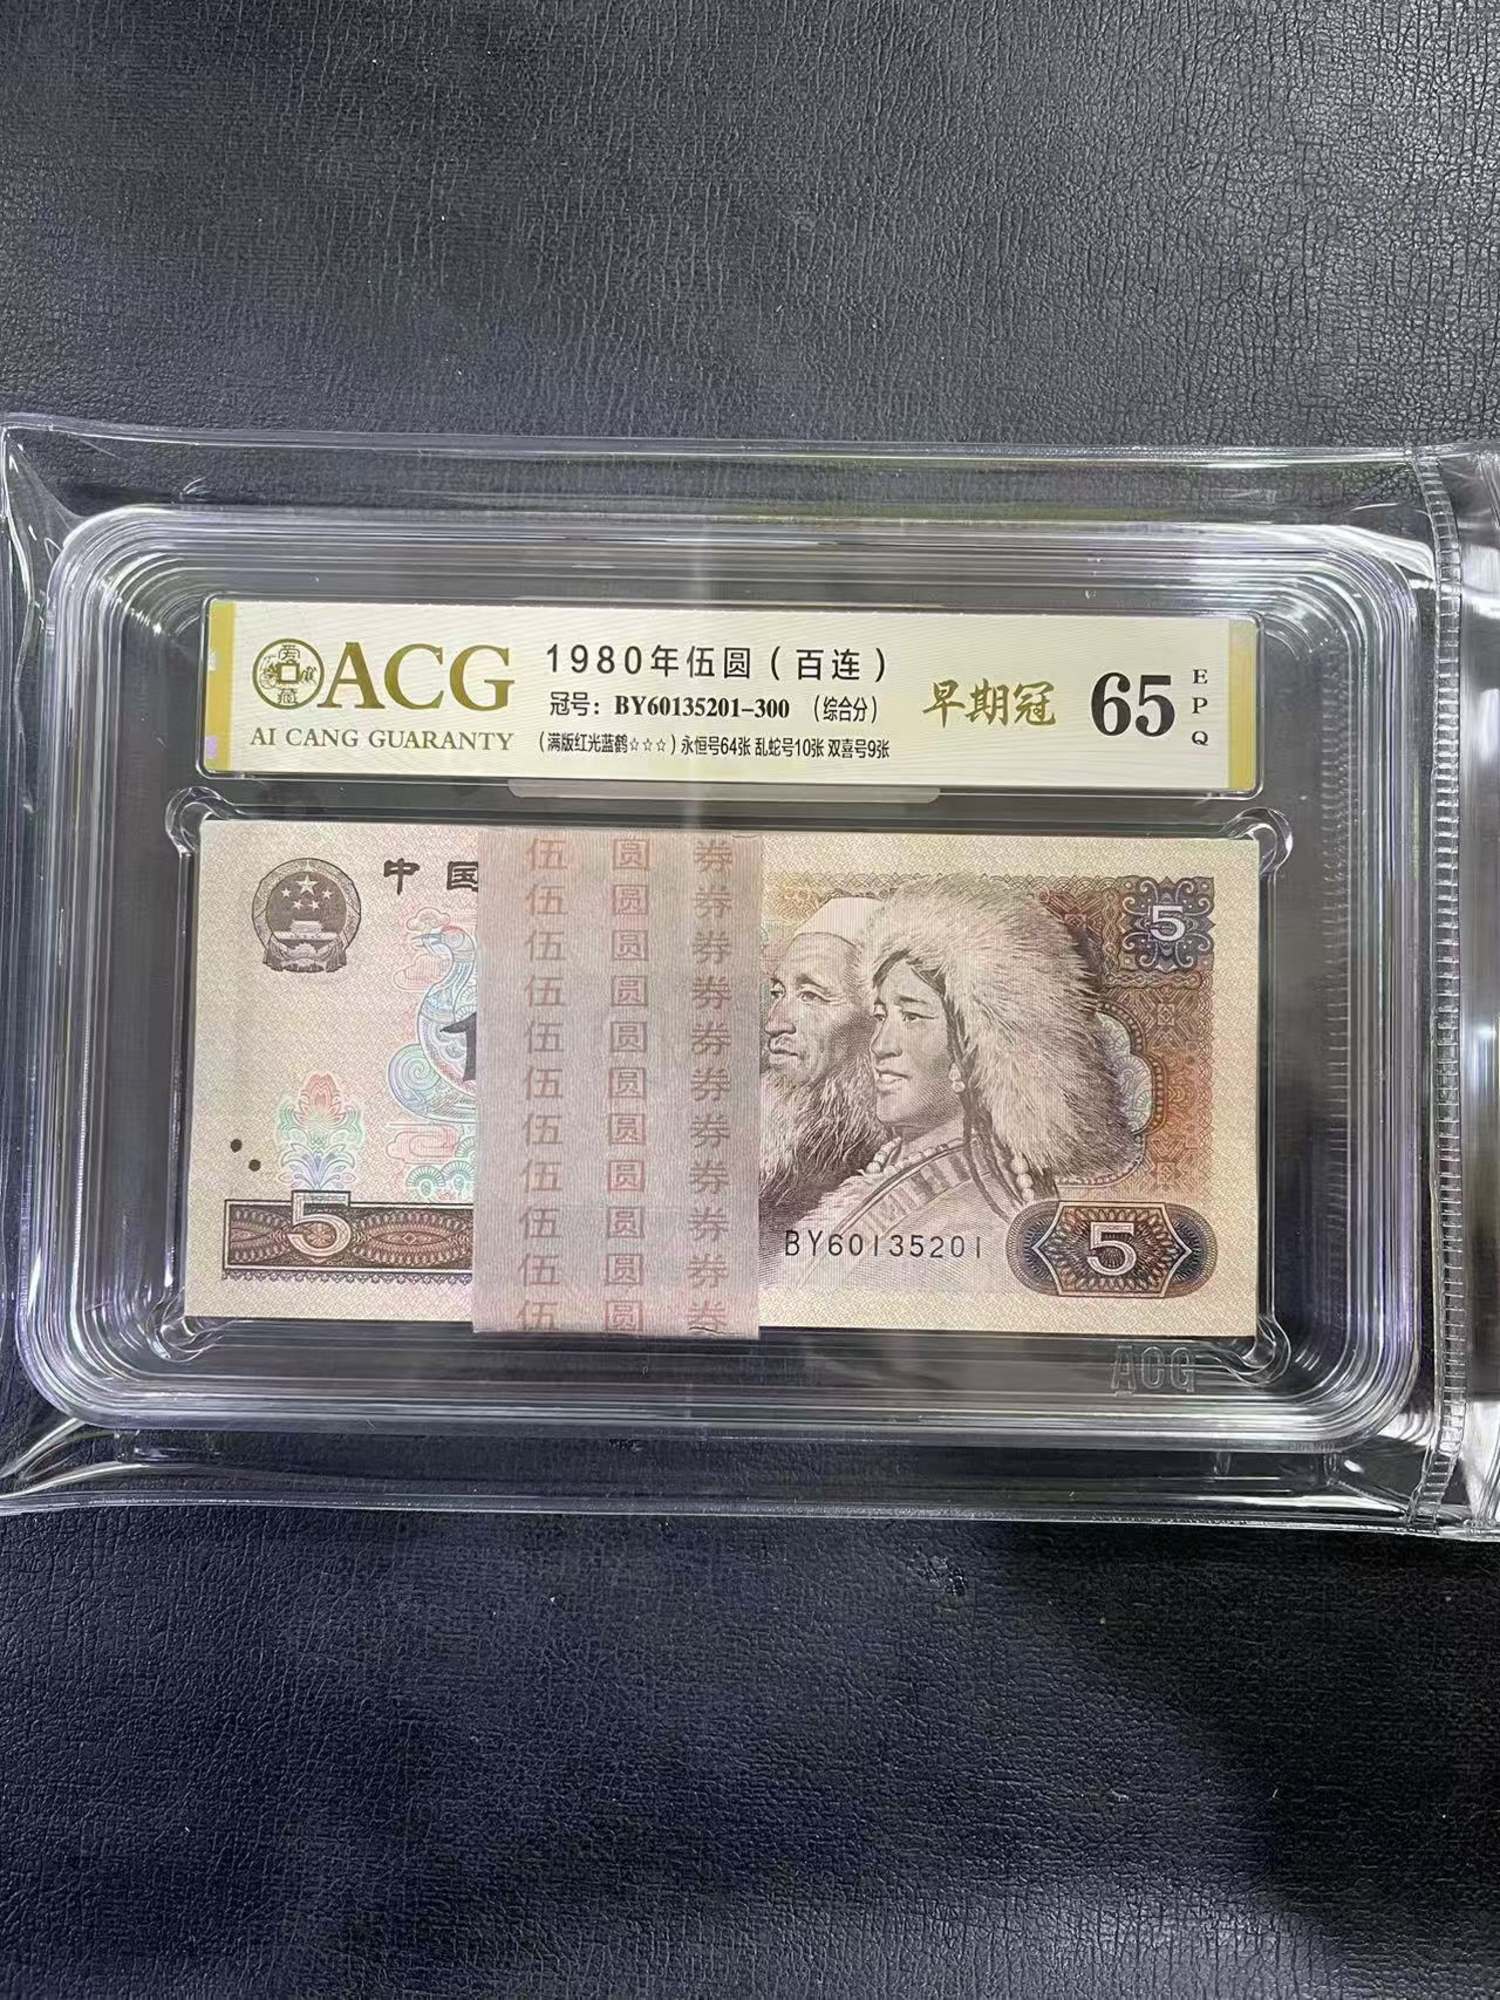 ACG
AI CANG GUARANTY
1980年伍圆(百连)
冠号: BY60135201-300 (综合分)
(满版红光蓝鹤☆☆☆) 永恒号64张 乱蛇号10张 双喜号9张
早期冠
65
EPQ
中国
伍 圆 券
伍 圆 券
伍 圆 券
伍 圆 券
伍 圆 券
伍 圆 券
伍 圆 券
伍 圆 券
伍 圆 券
伍 圆 券
伍 圆 券
5
5
BY60135201
5
ACG